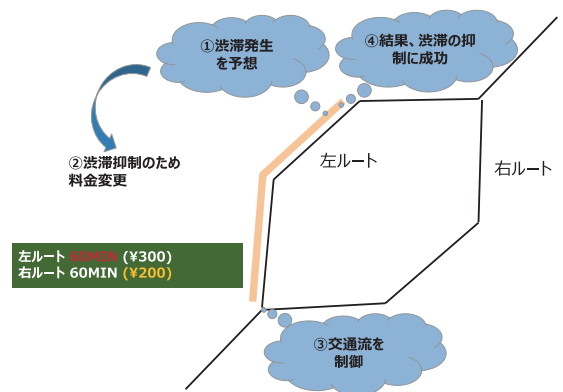 ①渋滞発生
を予想
④結果、渋滞の抑
制に成功
②渋滞抑制のため
料金変更
左ルート
右ルート
左ルート 60MIN (¥300)
右ルート 60MIN (¥200)
③交通流を
制御